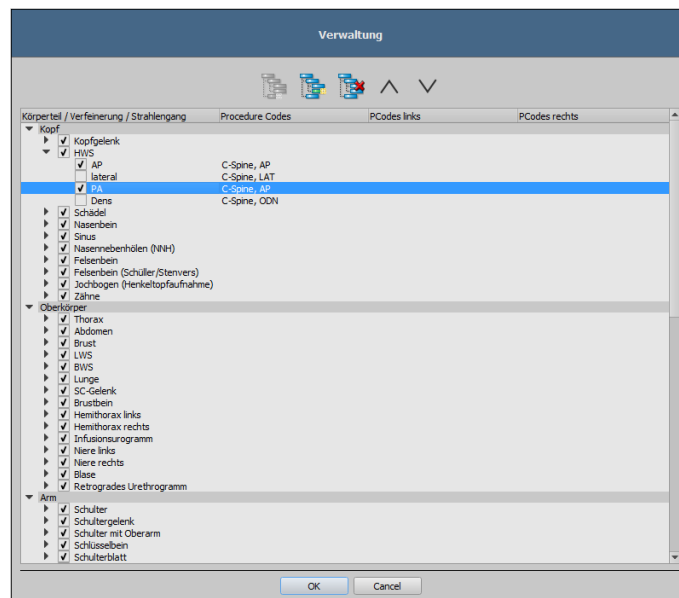 Verwaltung
Körperteil / Verfeinerung / Strahlengang Procedure Codes PCodes links PCodes rechts
Kopf
Kopfgelenk
HWS
AP C-Spine, AP
lateral C-Spine, LAT
PA C-Spine, AP
Dens C-Spine, ODN
Schädel
Nasenbein
Sinus
Nasennebenhölen (NNH)
Felsenbein
Felsenbein (Schüller/Stenvers)
Jochbogen (Henkeltopfaufnahme)
Zähne
Oberkörper
Thorax
Abdomen
Brust
LWS
BWS
Lunge
SC-Gelenk
Brustbein
Hemithorax links
Hemithorax rechts
Infusionsurogramm
Niere links
Niere rechts
Blase
Retrogrades Urethrogramm
Arm
Schulter
Schultergelenk
Schulter mit Oberarm
Schlüsselbein
Schulterblatt
OK Cancel